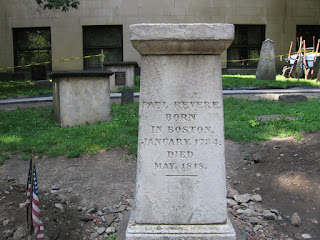 PAUL REVERE.
BORN
IN BOSTON,
JANUARY, 1734:
DIED
MAY, 1818.